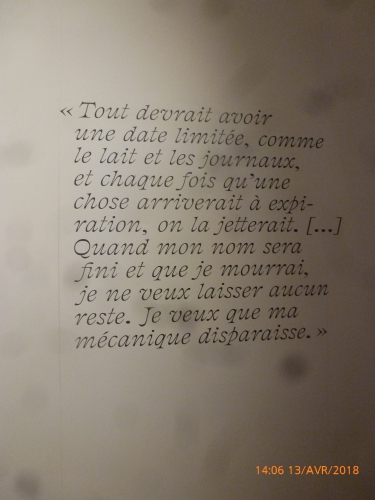 « Tout devrait avoir
une date limitée, comme
le lait et les journaux,
et chaque fois qu'une
chose arriverait à expi-
ration, on la jetterait. [...]
Quand mon nom sera
fini et que je mourrai,
je ne veux laisser aucun
reste. Je veux que ma
mécanique disparaisse. »
14:06 13/AVR/2018